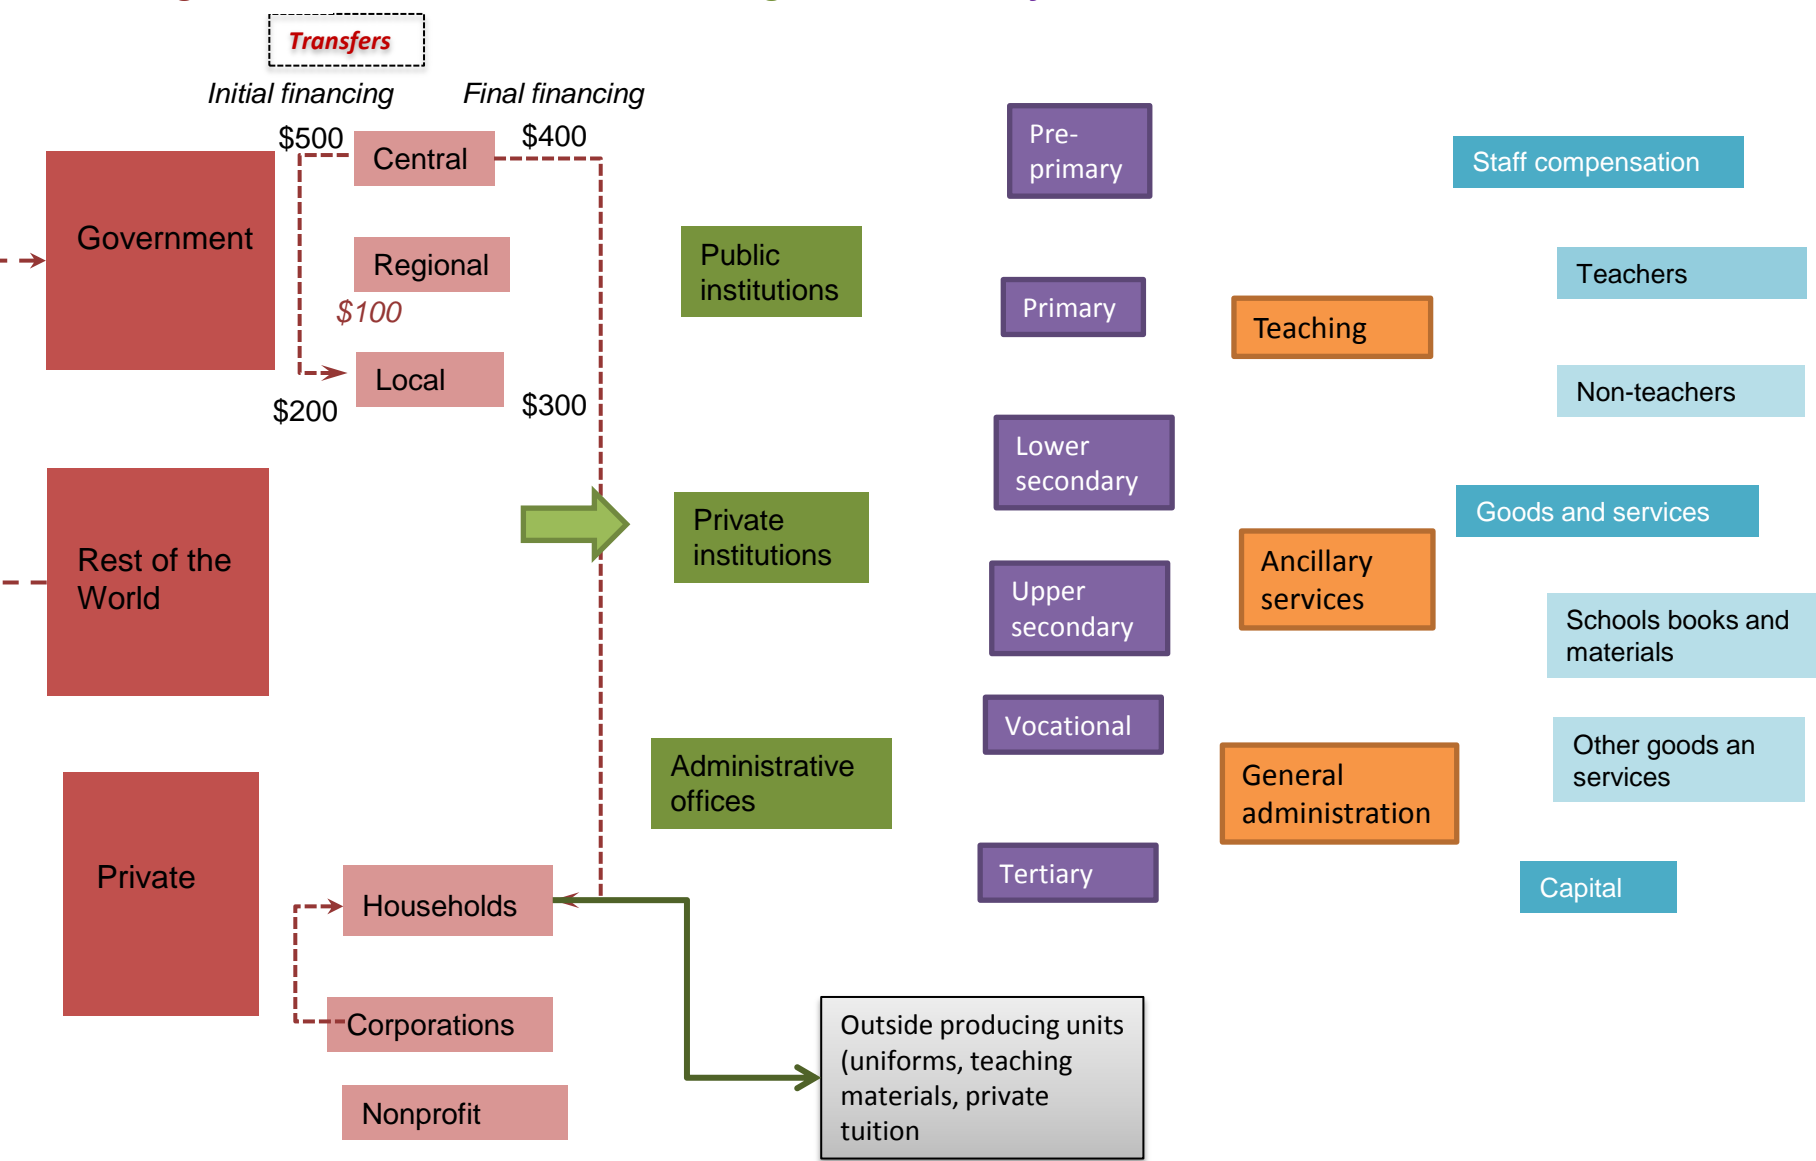 Transfers
Initial financing
Final financing
$500
Central
$400
Government
Regional
$100
Local
$200
$300
Rest of the
World
Private
Households
Corporations
Nonprofit
Public
institutions
Private
institutions
Administrative
offices
Outside producing units
(uniforms, teaching
materials, private
tuition
Pre-
primary
Primary
Lower
secondary
Upper
secondary
Vocational
Tertiary
Teaching
Ancillary
services
General
administration
Staff compensation
Teachers
Non-teachers
Goods and services
Schools books and
materials
Other goods an
services
Capital